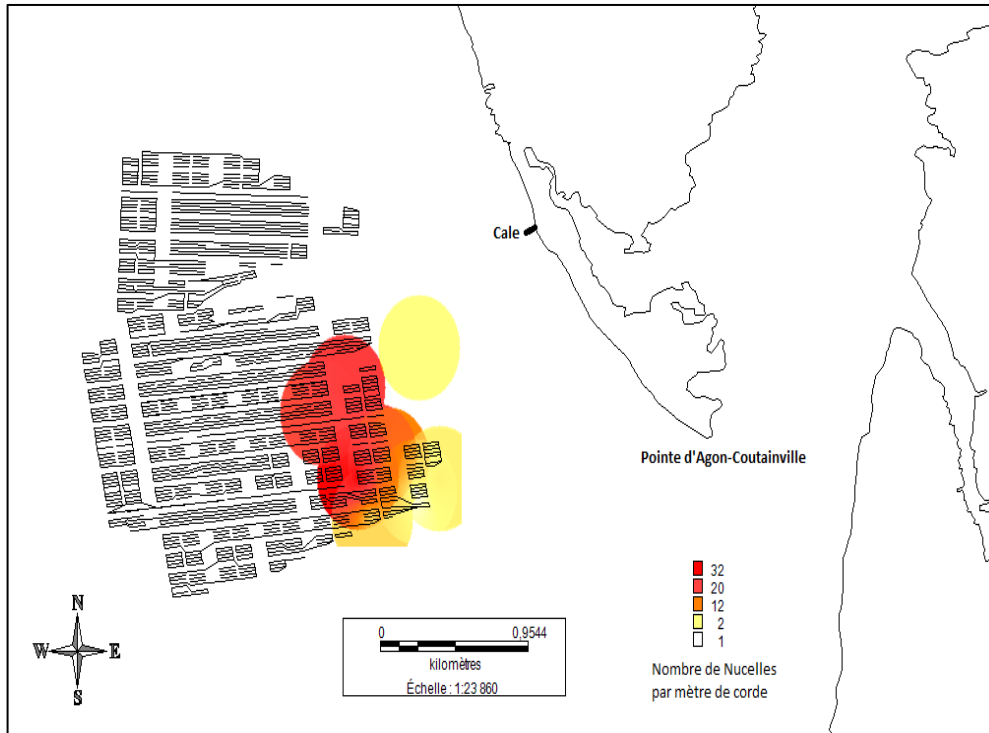 Cale
Pointe d'Agon-Coutainville
32
20
12
2
1
Nombre de Nucelles
par mètre de corde
N
W E
S
0 0,9544
kilomètres
Échelle : 1:23 860